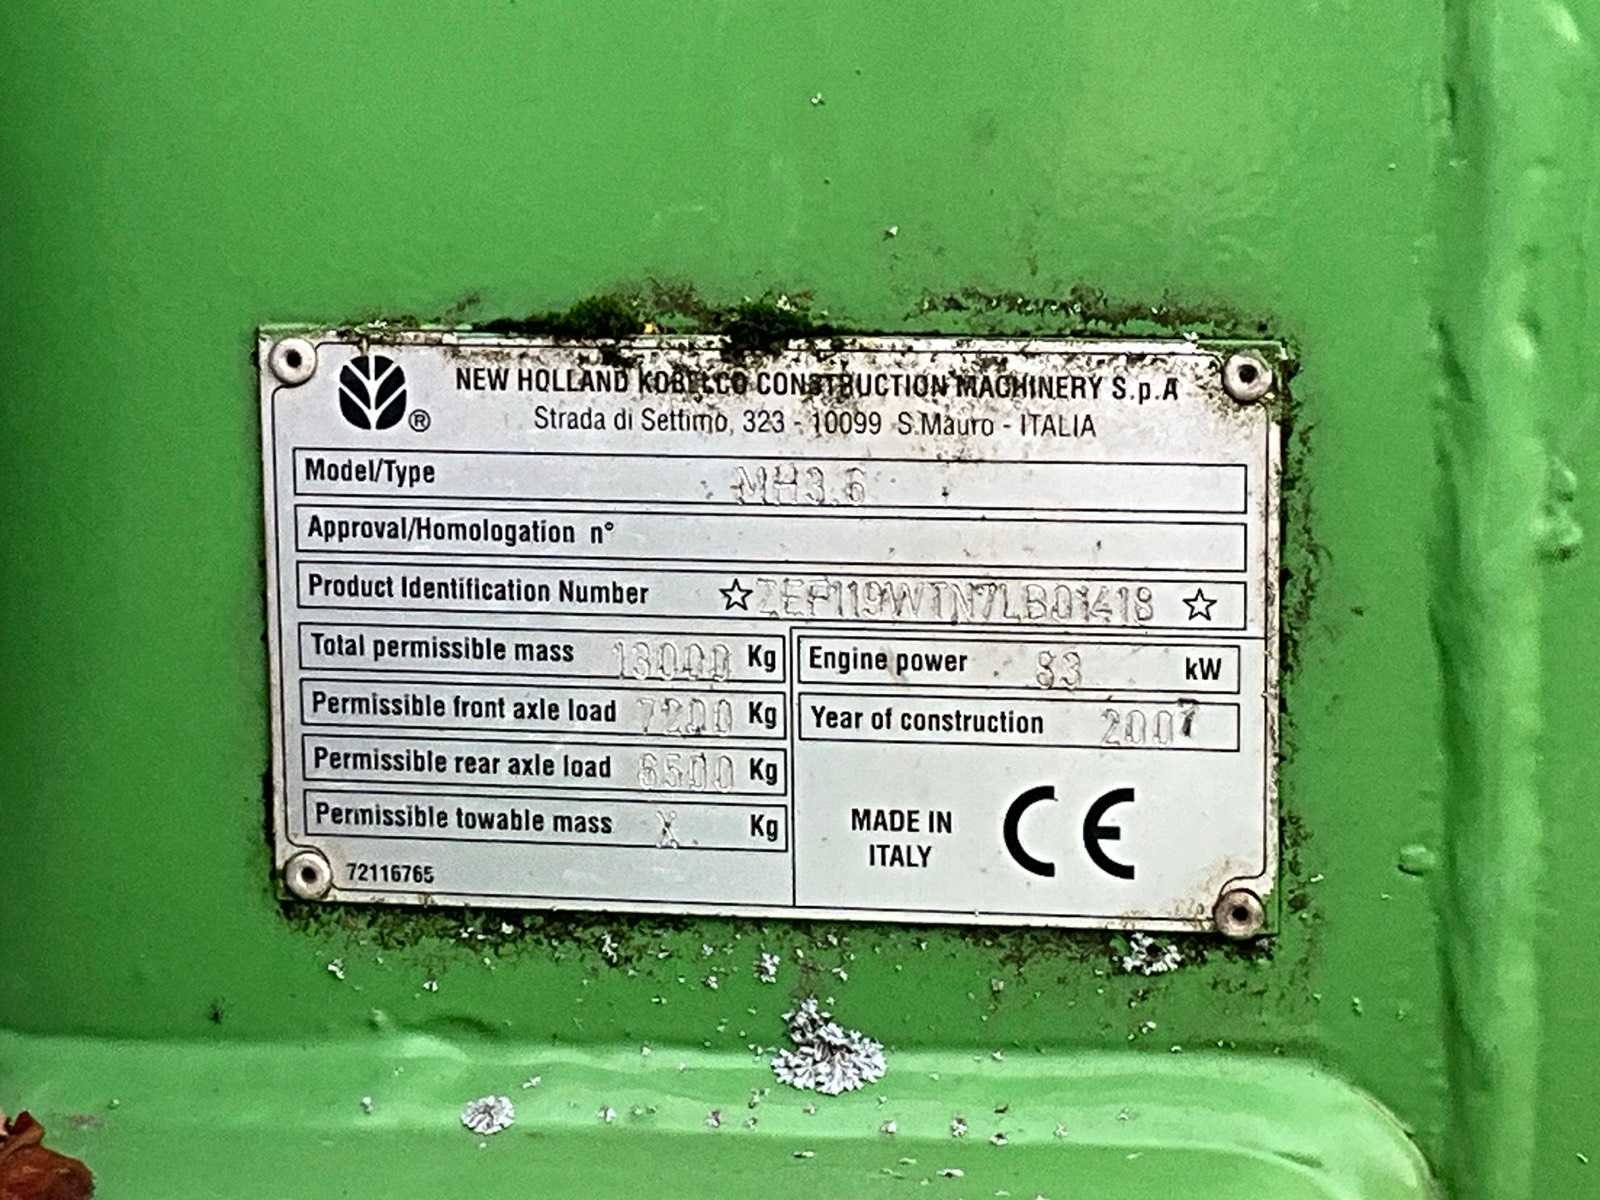 NEW HOLLAND KOBELCO CONSTRUCTION MACHINERY S.p.A
® Strada di Settimo, 323 - 10099 S.Mauro - ITALIA
Model/Type MH3.6
Approval/Homologation n°
Product Identification Number ☆ZEF119WTN7LB01418☆
Total permissible mass 13000 Kg
Permissible front axle load 7200 Kg
Permissible rear axle load 6500 Kg
Permissible towable mass X Kg
72116765
Engine power 83 kW
Year of construction 2007
MADE IN
ITALY
CE